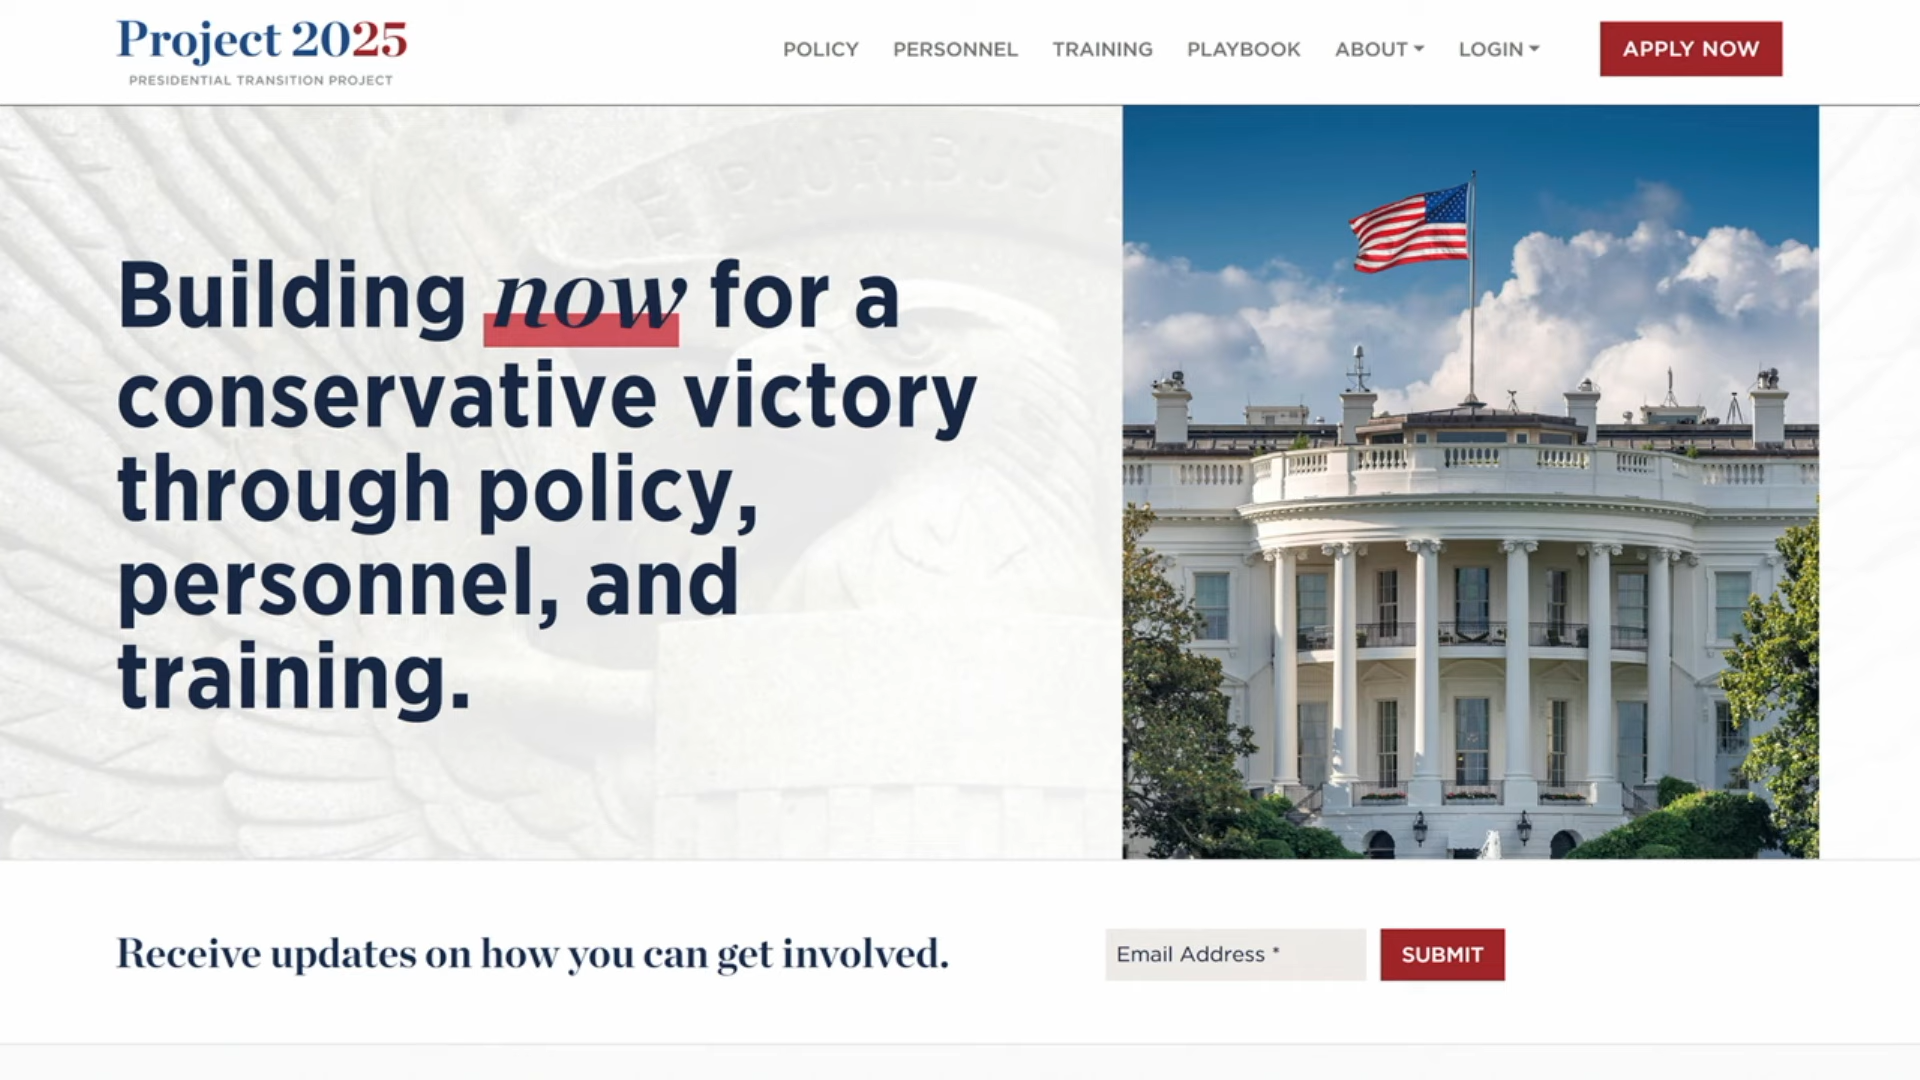 Project 2025
PRESIDENTIAL TRANSITION PROJECT
POLICY PERSONNEL TRAINING PLAYBOOK ABOUT LOGIN APPLY NOW
PLURIBUS
Building now for a
conservative victory
through policy,
personnel, and
training.
Receive updates on how you can get involved.
Email Address *
SUBMIT